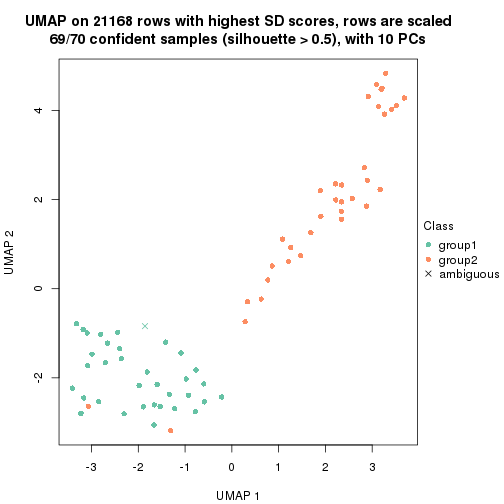 UMAP on 21168 rows with highest SD scores, rows are scaled
69/70 confident samples (silhouette > 0.5), with 10 PCs
4
2
0
-2
UMAP 2
-3
-2
-1
0
1
2
3
UMAP 1
Class
group1
group2
ambiguous